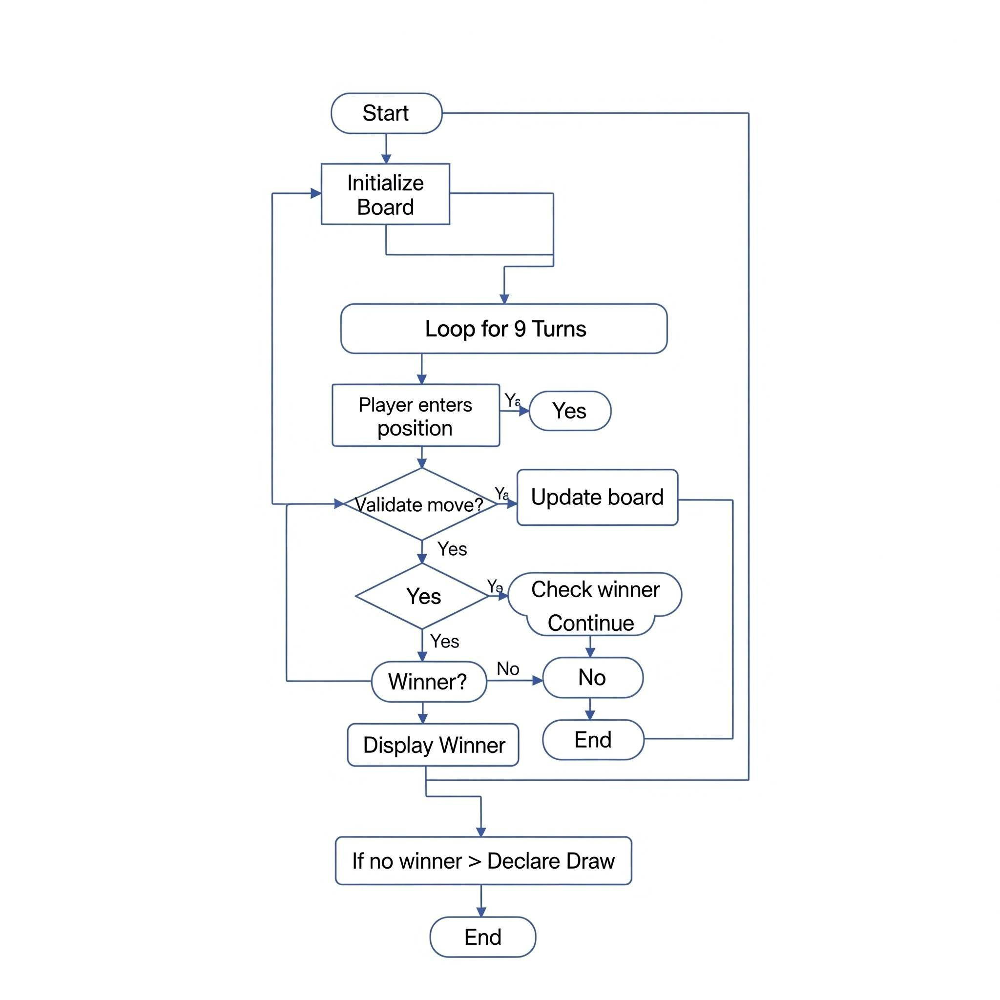 Start
Initialize
Board
Loop for 9 Turns
Player enters
position
Yes
Validate move?
Update board
Yes
Yes
Check winner
Continue
Yes
Winner?
No
No
Display Winner
End
If no winner > Declare Draw
End